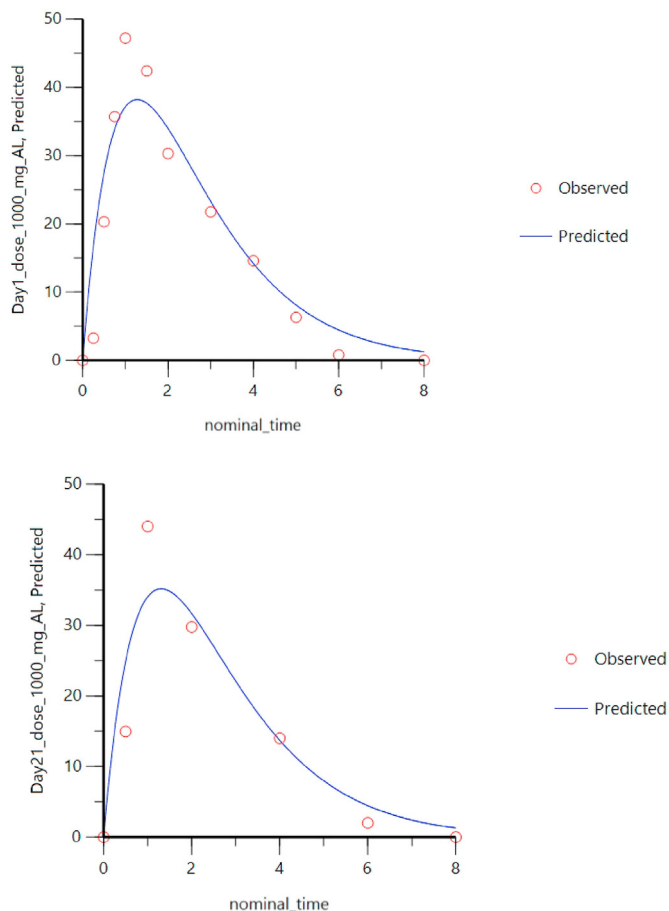 Day1_dose_1000_mg_AL, Predicted
50
40
30
20
10
0
0 2 4 6 8
nominal_time
Observed
Predicted
Day21_dose_1000_mg_AL, Predicted
50
40
30
20
10
0
0 2 4 6 8
nominal_time
Observed
Predicted